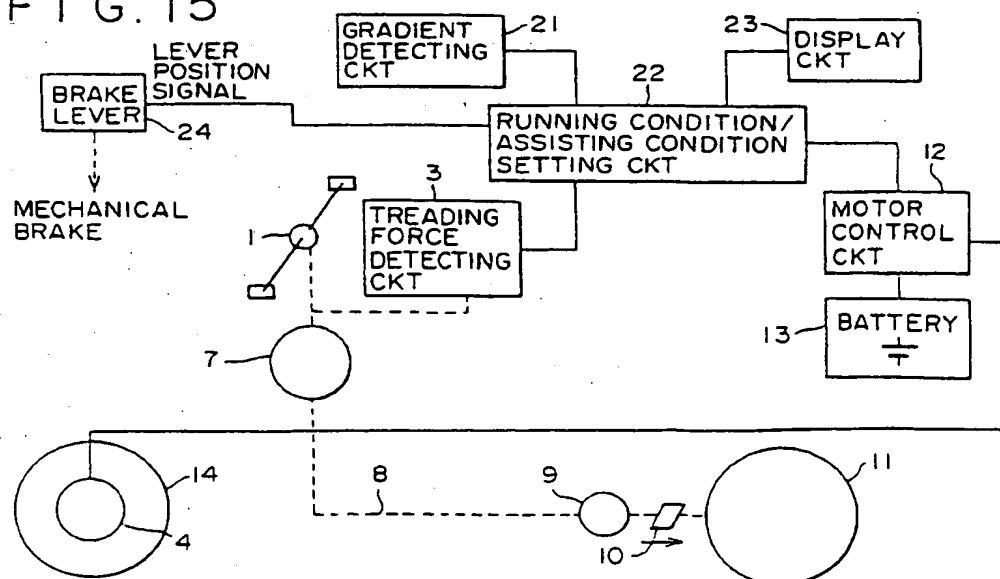 FIG. 15
GRADIENT
DETECTING
CKT
21
23
DISPLAY
CKT
LEVER
POSITION
SIGNAL
BRAKE
LEVER
24
22
RUNNING CONDITION/
ASSISTING CONDITION
SETTING CKT
MECHANICAL
BRAKE
1
3
TREADING
FORCE
DETECTING
CKT
12
MOTOR
CONTROL
CKT
13
BATTERY
7
14
4
8
9
10
11